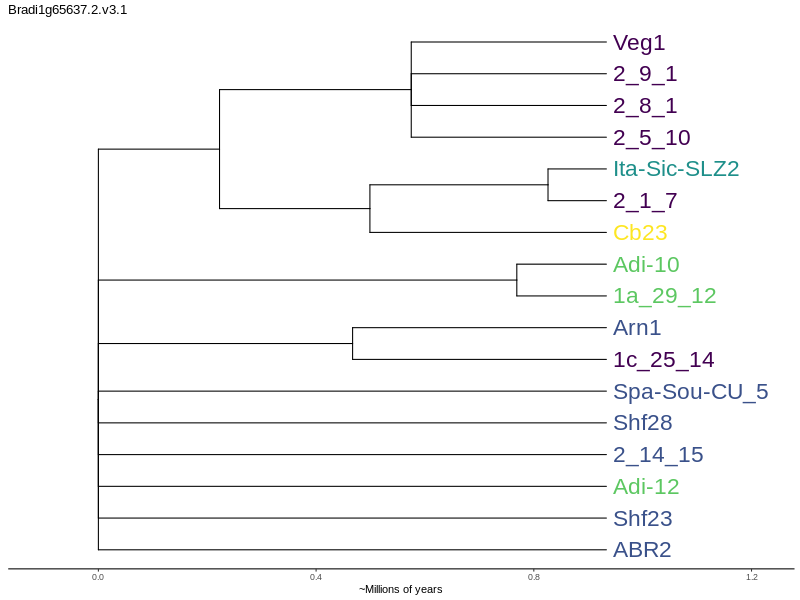 Bradi1g65637.2.v3.1
Veg1
2_9_1
2_8_1
2_5_10
Ita-Sic-SLZ2
2_1_7
Cb23
Adi-10
1a_29_12
Arn1
1c_25_14
Spa-Sou-CU_5
Shf28
2_14_15
Adi-12
Shf23
ABR2
0.0 0.4 0.8 1.2
~Millions of years